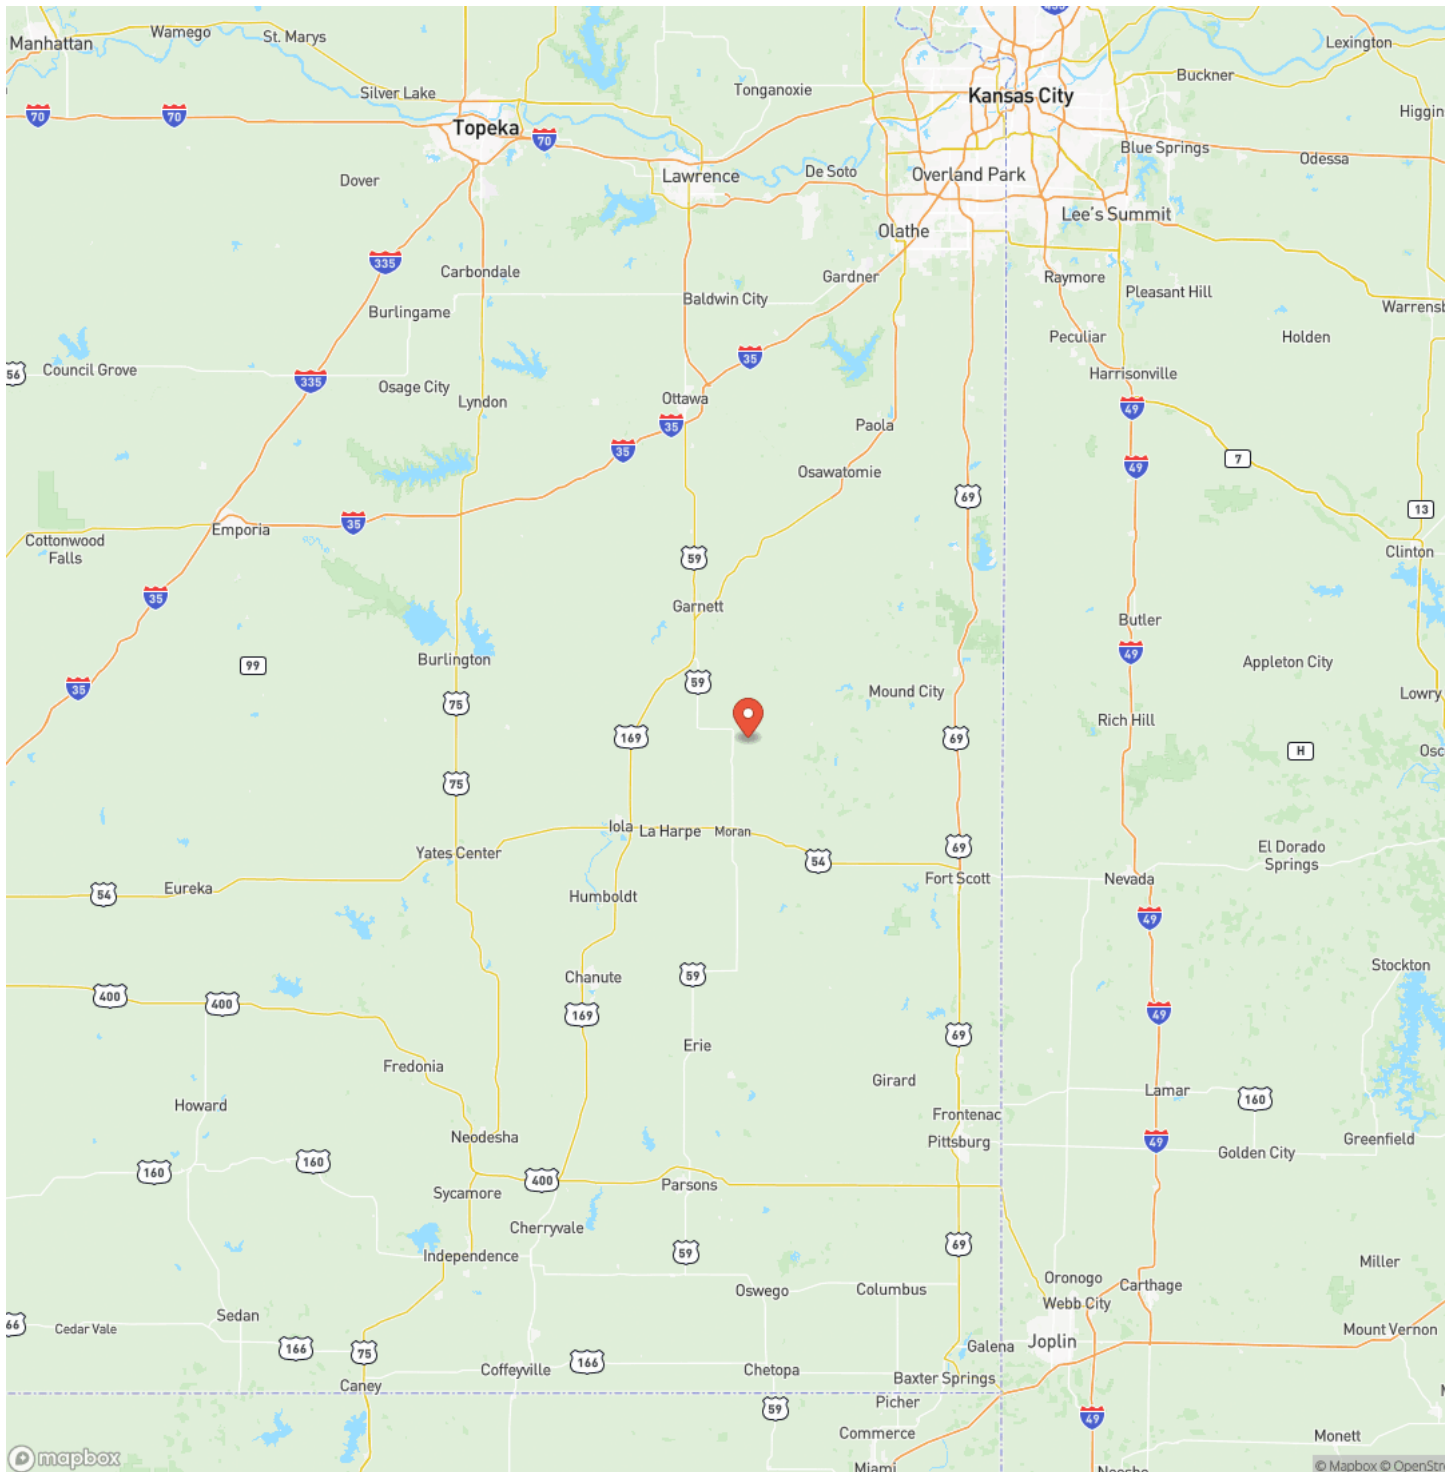 Manhattan
Wamego
St. Marys
Lexington
Buckner
Silver Lake
Tonganoxie
Kansas City
Higgin
70
70
Topeka
70
Blue Springs
Odessa
Dover
Lawrence
De Soto
Overland Park
Lee's Summit
Olathe
335
Carbondale
Gardner
Raymore
Pleasant Hill
Baldwin City
Burlingame
Warrensb
Peculiar
Holden
56
Council Grove
335
Osage City
35
Harrisonville
Lyndon
Ottawa
49
35
Paola
35
Osawatomie
49
7
69
13
Emporia
35
Cottonwood
Falls
Clinton
59
35
Garnett
Butler
99
Burlington
49
Appleton City
35
59
Mound City
Lowry
75
Rich Hill
169
69
H
Osc
75
Iola
La Harpe
Moran
69
El Dorado
Springs
Yates Center
54
54
Eureka
Fort Scott
Nevada
Humboldt
49
Stockton
Chanute
59
400
400
169
49
69
Erie
Fredonia
Girard
Lamar
160
Howard
Frontenac
Neodesha
Pittsburg
49
Greenfield
Golden City
160
160
400
Parsons
Sycamore
Cherryvale
69
59
Independence
Miller
Oronogo
Carthage
Oswego
Columbus
Webb City
Sedan
66
Cedar Vale
Mount Vernon
Galena
Joplin
166
75
166
Coffeyville
Chetopa
Baxter Springs
Caney
Picher
59
49
Commerce
Monett
mapbox
Miami
Neosho
© Mapbox © OpenStr